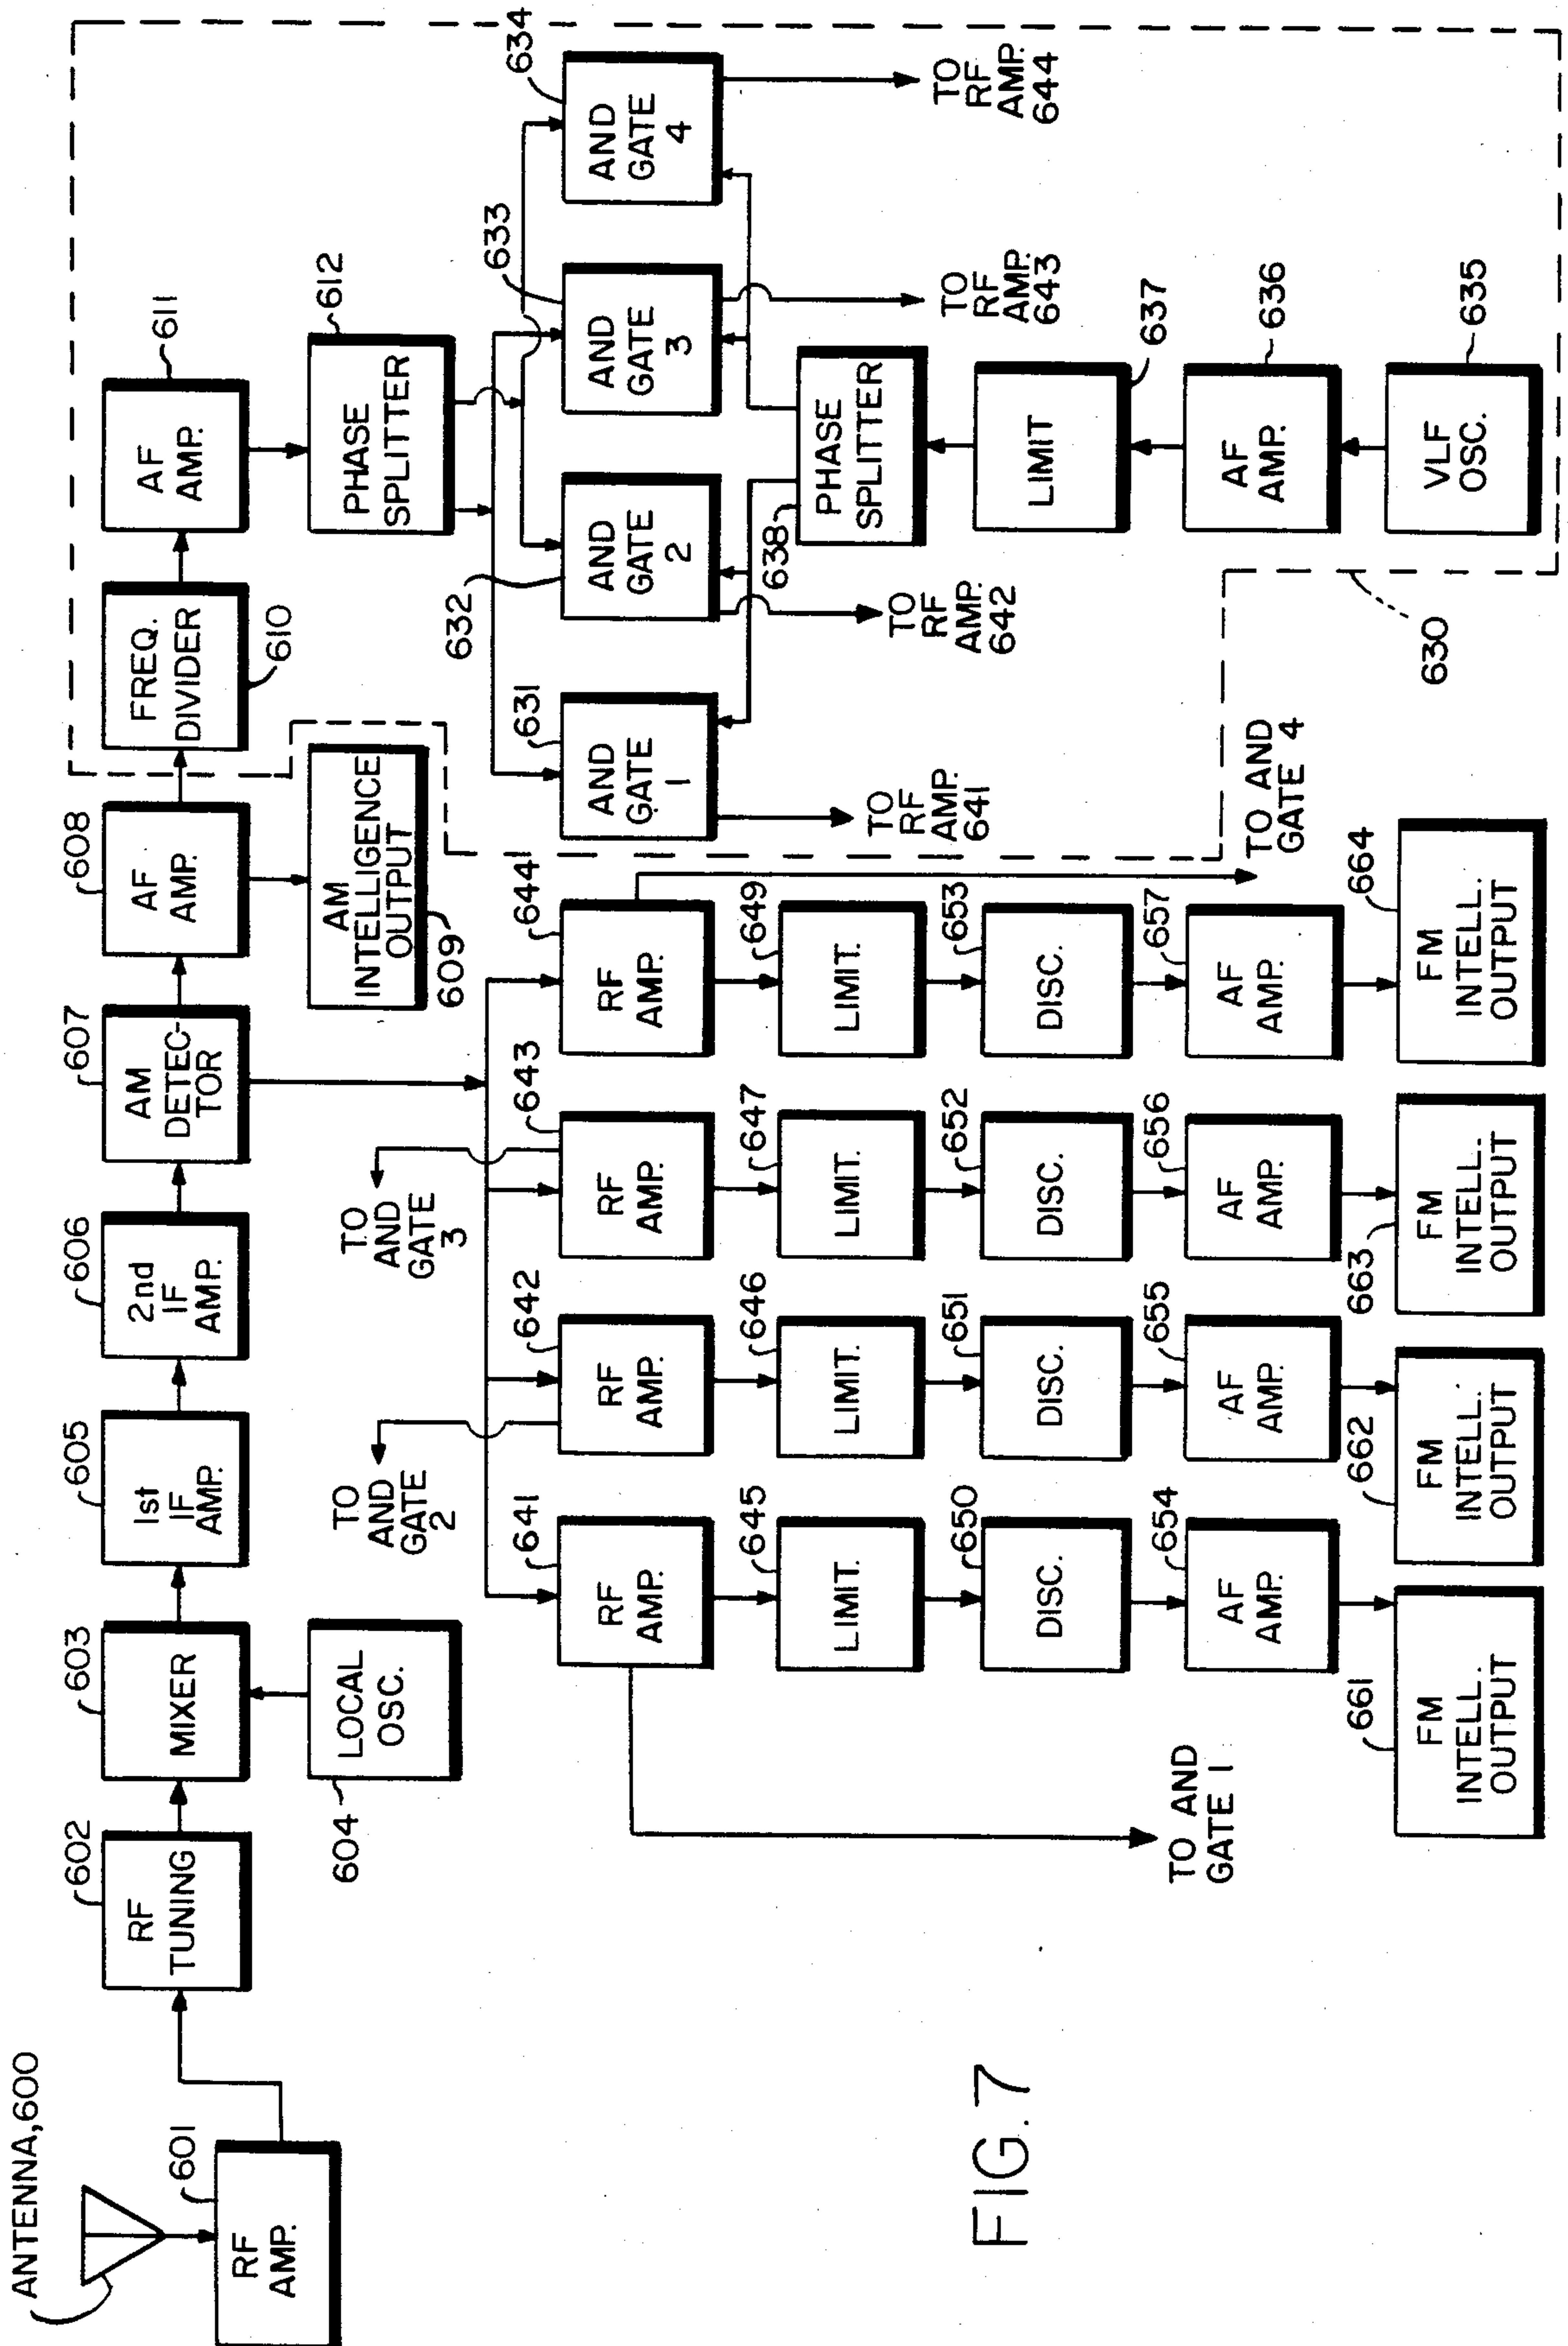 ANTENNA,600
601
RF
AMP.
602
RF
TUNING
603
MIXER
604
LOCAL
OSC.
605
1st
IF
AMP.
606
2nd
IF
AMP.
607
AM
DETEC-
TOR
608
AF
AMP.
AM
INTELLIGENCE
OUTPUT
609
FREQ.
DIVIDER
610
611
AF
AMP.
612
PHASE
SPLITTER
631
AND
GATE
1
632
AND
GATE
2
633
AND
GATE
3
634
AND
GATE
4
TO
RF
AMP.
641
TO
RF
AMP.
642
TO
RF
AMP.
643
TO
RF
AMP.
644
638
PHASE
SPLITTER
637
LIMIT
636
AF
AMP.
635
VLF
OSC.
630
TO
AND
GATE
2
TO
AND
GATE
3
641
RF
AMP.
642
RF
AMP.
643
RF
AMP.
644
RF
AMP.
645
LIMIT.
646
LIMIT.
647
LIMIT.
649
LIMIT.
650
DISC.
651
DISC.
652
DISC.
653
DISC.
654
AF
AMP.
655
AF
AMP.
656
AF
AMP.
657
AF
AMP.
TO AND
GATE 1
TO AND
GATE 4
661
FM
INTELL.
OUTPUT
662
FM
INTELL.
OUTPUT
663
FM
INTELL.
OUTPUT
664
FM
INTELL.
OUTPUT
FIG. 7